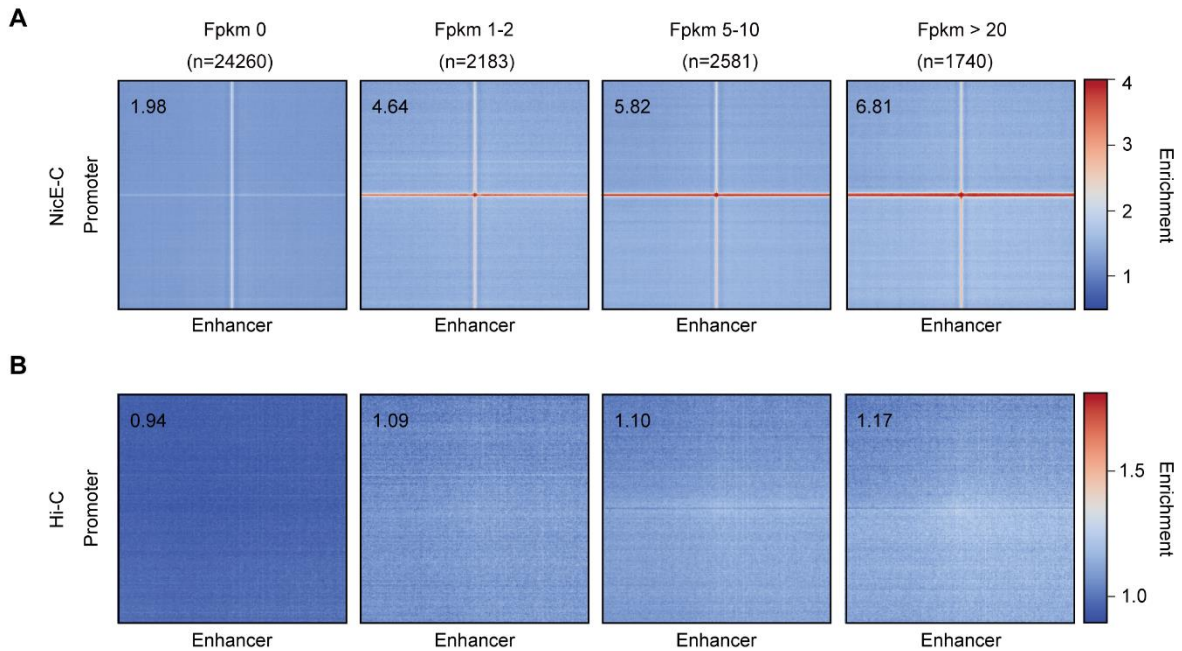 A
Fpkm 0
(n=24260)
Fpkm 1-2
(n=2183)
Fpkm 5-10
(n=2581)
Fpkm > 20
(n=1740)
NicE-C
Promoter
1.98
4.64
5.82
6.81
4
3
2
1
Enrichment
Enhancer
Enhancer
Enhancer
Enhancer
B
Hi-C
Promoter
0.94
1.09
1.10
1.17
1.5
1.0
Enrichment
Enhancer
Enhancer
Enhancer
Enhancer